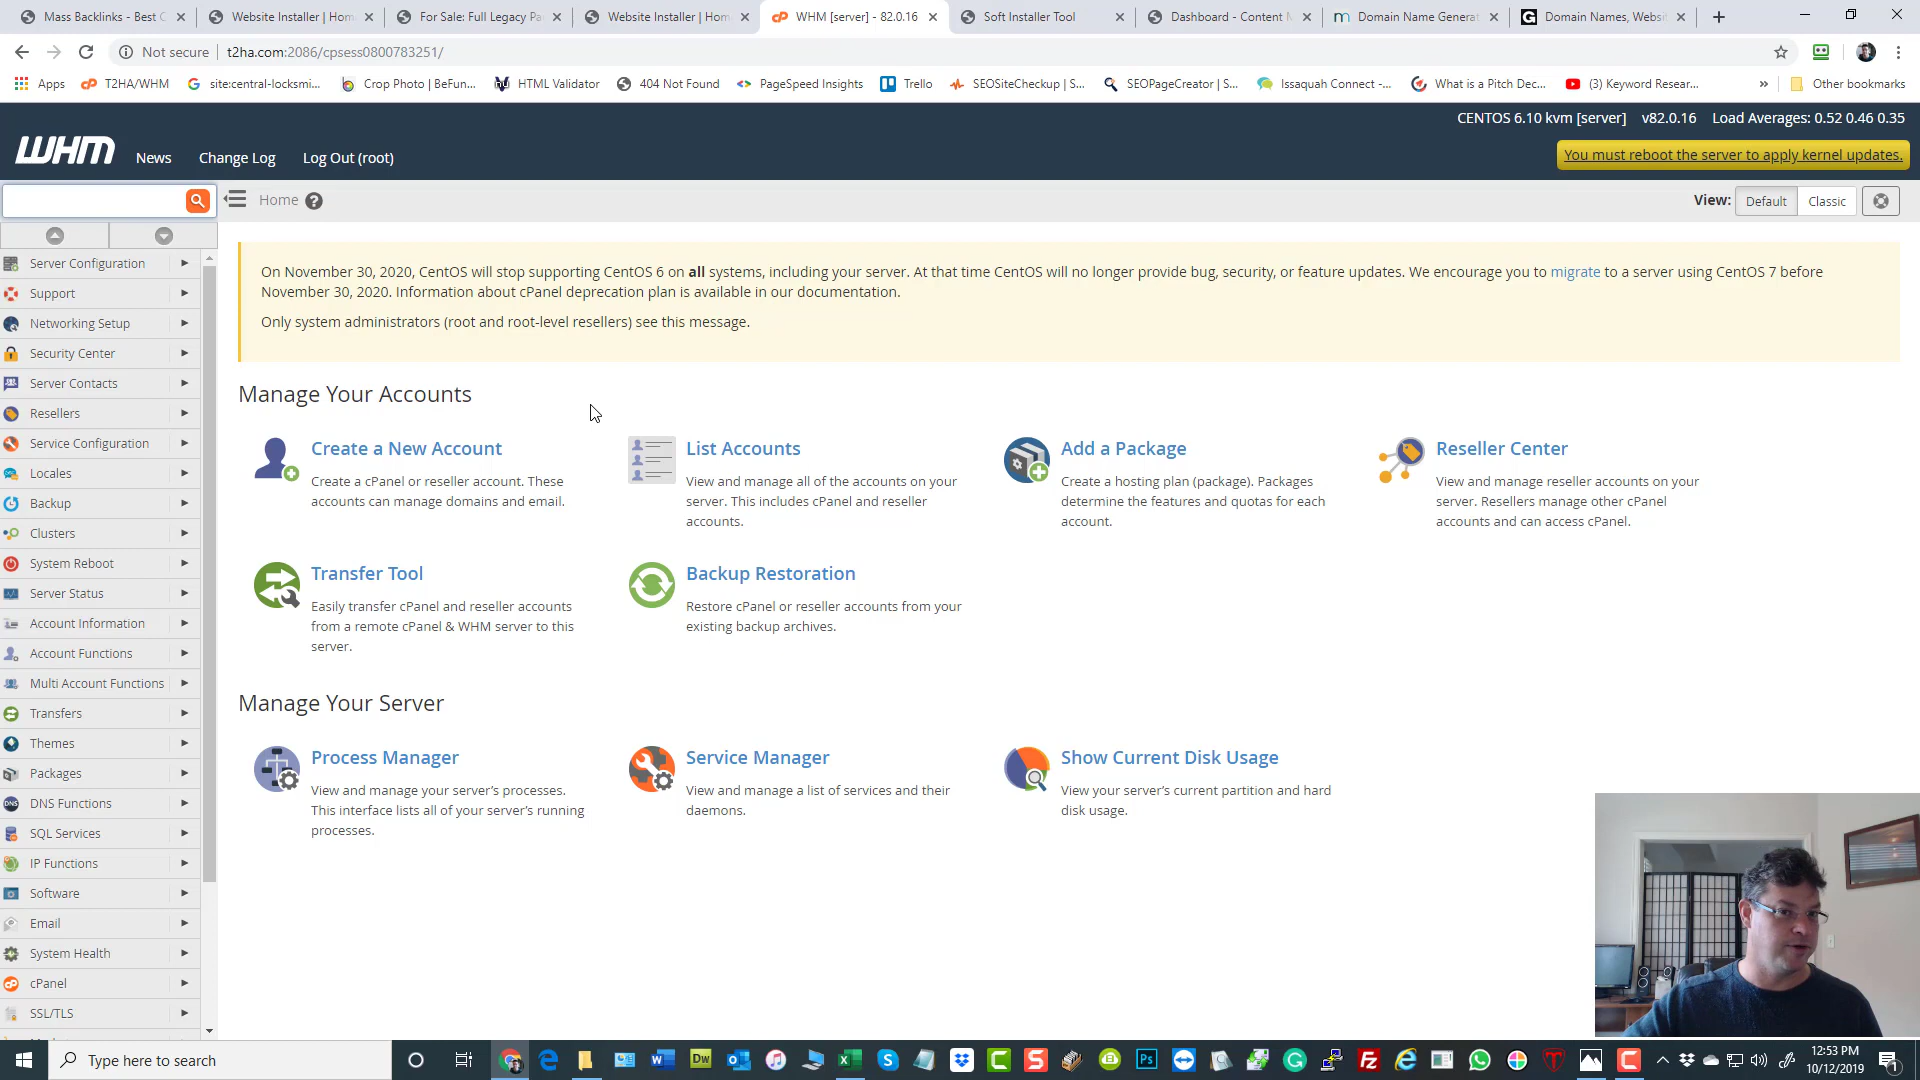 Mass Backlinks - Best C
Website Installer | Hom
For Sale: Full Legacy Pa
Website Installer | Hom
WHM [server] - 82.0.16
Soft Installer Tool
Dashboard - Content M
Domain Name Generat
Domain Names, Websit
Not secure
t2ha.com:2086/cpsess0800783251/
Apps
T2HA/WHM
site:central-locksmi...
Crop Photo | BeFun...
HTML Validator
404 Not Found
PageSpeed Insights
Trello
SEOSiteCheckup | S...
SEOPageCreator | S...
Issaquah Connect -...
What is a Pitch Dec...
(3) Keyword Resear...
Other bookmarks
CENTOS 6.10 kvm [server] v82.0.16 Load Averages: 0.52 0.46 0.35
WHM
News
Change Log
Log Out (root)
You must reboot the server to apply kernel updates.
Home
View:
Default
Classic
Server Configuration
Support
Networking Setup
Security Center
Server Contacts
Resellers
Service Configuration
Locales
Backup
Clusters
System Reboot
Server Status
Account Information
Account Functions
Multi Account Functions
Transfers
Themes
Packages
DNS Functions
SQL Services
IP Functions
Software
Email
System Health
cPanel
SSL/TLS
On November 30, 2020, CentOS will stop supporting CentOS 6 on all systems, including your server. At that time CentOS will no longer provide bug, security, or feature updates. We encourage you to migrate to a server using CentOS 7 before
November 30, 2020. Information about cPanel deprecation plan is available in our documentation.
Only system administrators (root and root-level resellers) see this message.
Manage Your Accounts
Create a New Account
Create a cPanel or reseller account. These
accounts can manage domains and email.
List Accounts
View and manage all of the accounts on your
server. This includes cPanel and reseller
accounts.
Add a Package
Create a hosting plan (package). Packages
determine the features and quotas for each
account.
Reseller Center
View and manage reseller accounts on your
server. Resellers manage other cPanel
accounts and can access cPanel.
Transfer Tool
Easily transfer cPanel and reseller accounts
from a remote cPanel & WHM server to this
server.
Backup Restoration
Restore cPanel or reseller accounts from your
existing backup archives.
Manage Your Server
Process Manager
View and manage your server's processes.
This interface lists all of your server's running
processes.
Service Manager
View and manage a list of services and their
daemons.
Show Current Disk Usage
View your server's current partition and hard
disk usage.
Type here to search
12:53 PM
10/12/2019